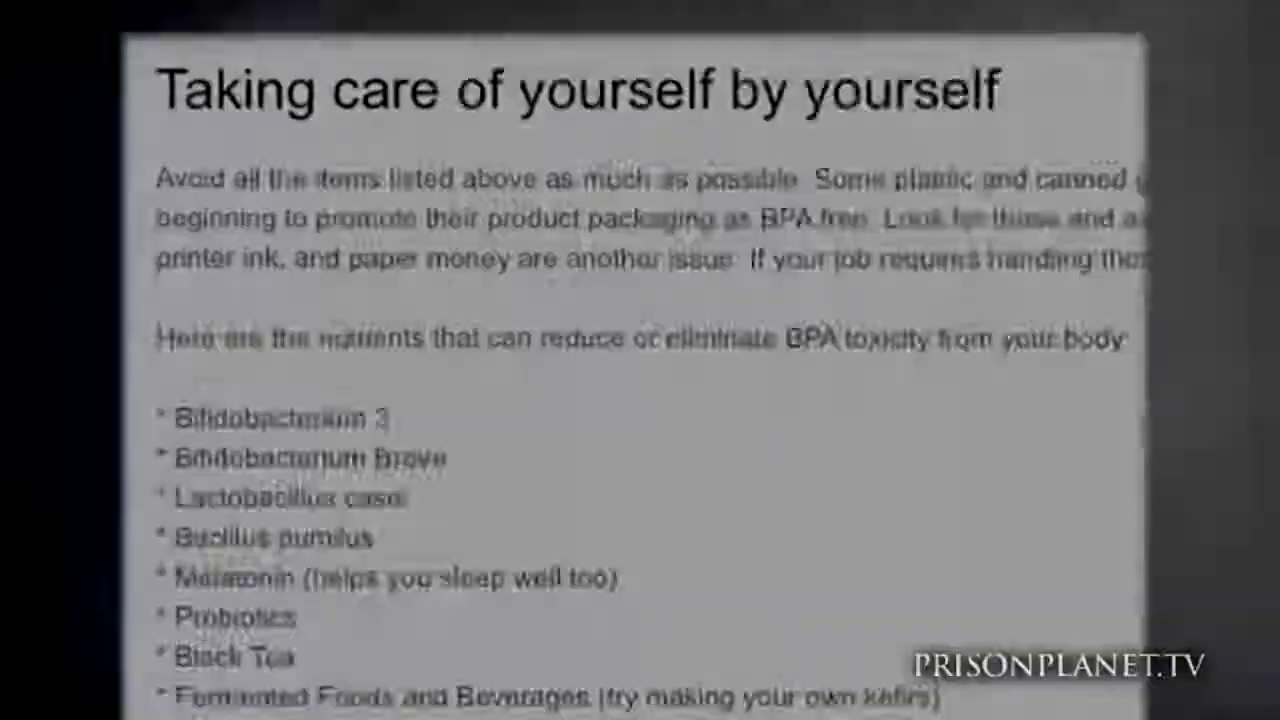 Taking care of yourself by yourself
Avoid all the items listed above as much as possible. Some plastic and canned
beginning to promote their product packaging as BPA free. Look for those and
printer ink, and paper money are another issue. If your job requires handling
Here are the nutrients that can reduce or eliminate BPA toxicity from your body
* Bifidobacterium 3
* Bifidobacterium Breve
* Lactobacillus casei
* Bacillus pumilus
* Melatonin (helps you sleep well too)
* Probiotics
* Black Tea
* Fermented Foods and Beverages (try making your own kefirs)
PRISONPLANET.TV